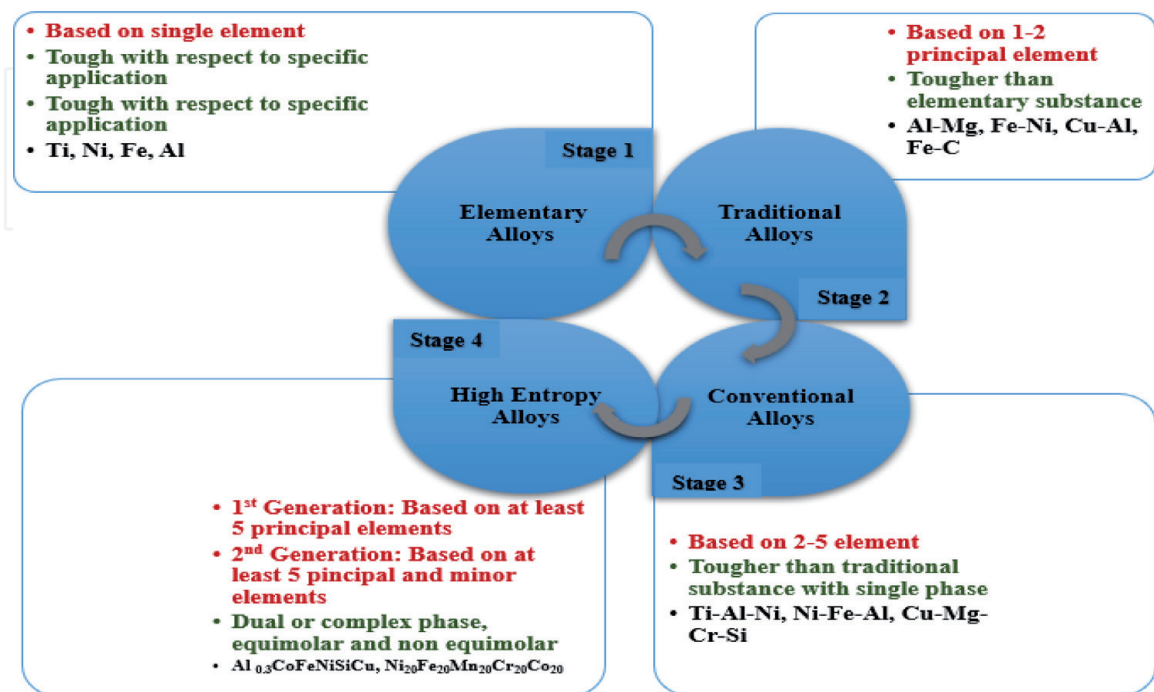 • Based on single element
• Tough with respect to specific
application
• Tough with respect to specific
application
• Ti, Ni, Fe, Al
• Based on 1-2
principal element
• Tougher than
elementary substance
• Al-Mg, Fe-Ni, Cu-Al,
Fe-C
Stage 1
Elementary
Alloys
Traditional
Alloys
Stage 2
Stage 4
High Entropy
Alloys
Conventional
Alloys
Stage 3
• 1st Generation: Based on at least
5 principal elements
• 2nd Generation: Based on at
least 5 pincipal and minor
elements
• Dual or complex phase,
equimolar and non equimolar
• Al 0.3CoFeNiSiCu, Ni20Fe20Mn20Cr20Co20
• Based on 2-5 element
• Tougher than traditional
substance with single phase
• Ti-Al-Ni, Ni-Fe-Al, Cu-Mg-
Cr-Si